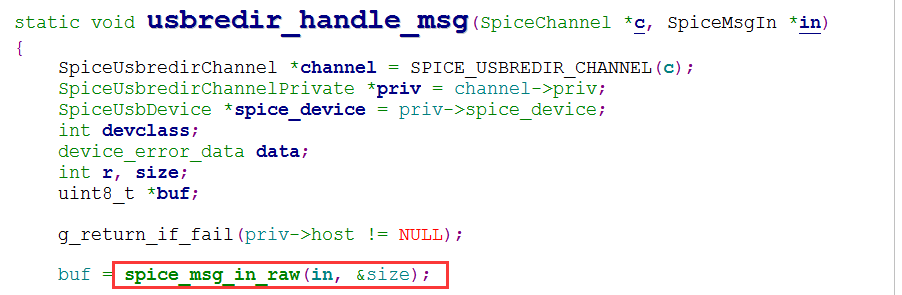 static void usbredir_handle_msg(SpiceChannel *c, SpiceMsgIn *in)
{
    SpiceUsbredirChannel *channel = SPICE_USBREDIR_CHANNEL(c);
    SpiceUsbredirChannelPrivate *priv = channel->priv;
    SpiceUsbDevice *spice_device = priv->spice_device;
    int devclass;
    device_error_data data;
    int r, size;
    uint8_t *buf;

    g_return_if_fail(priv->host != NULL);

    buf = spice_msg_in_raw(in, &size);